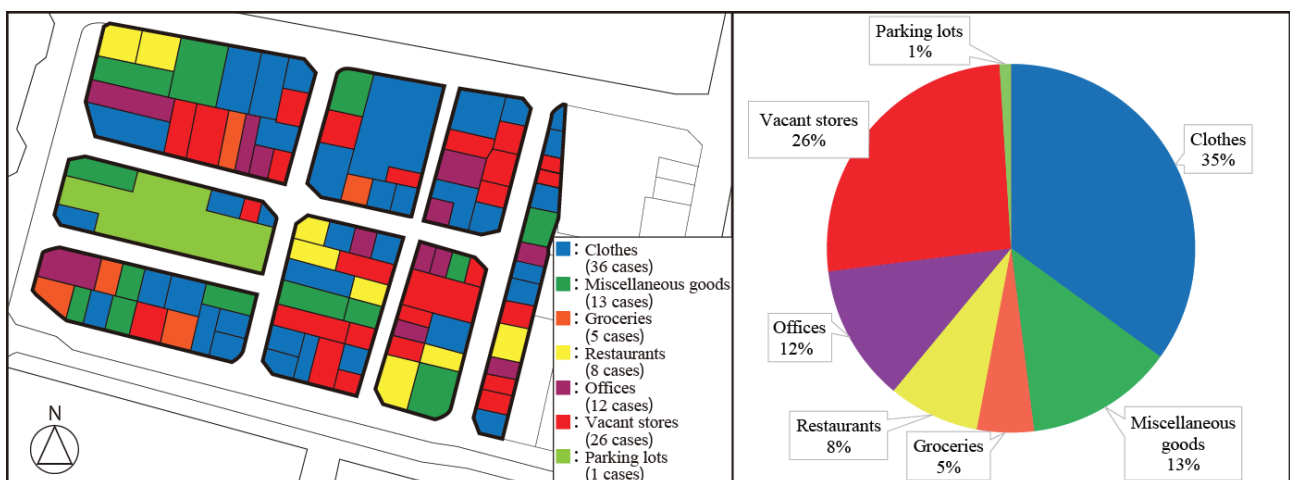 N
: Clothes
(36 cases)
: Miscellaneous goods
(13 cases)
: Groceries
(5 cases)
: Restaurants
(8 cases)
: Offices
(12 cases)
: Vacant stores
(26 cases)
: Parking lots
(1 cases)
Parking lots
1%
Vacant stores
26%
Clothes
35%
Offices
12%
Restaurants
8%
Groceries
5%
Miscellaneous
goods
13%